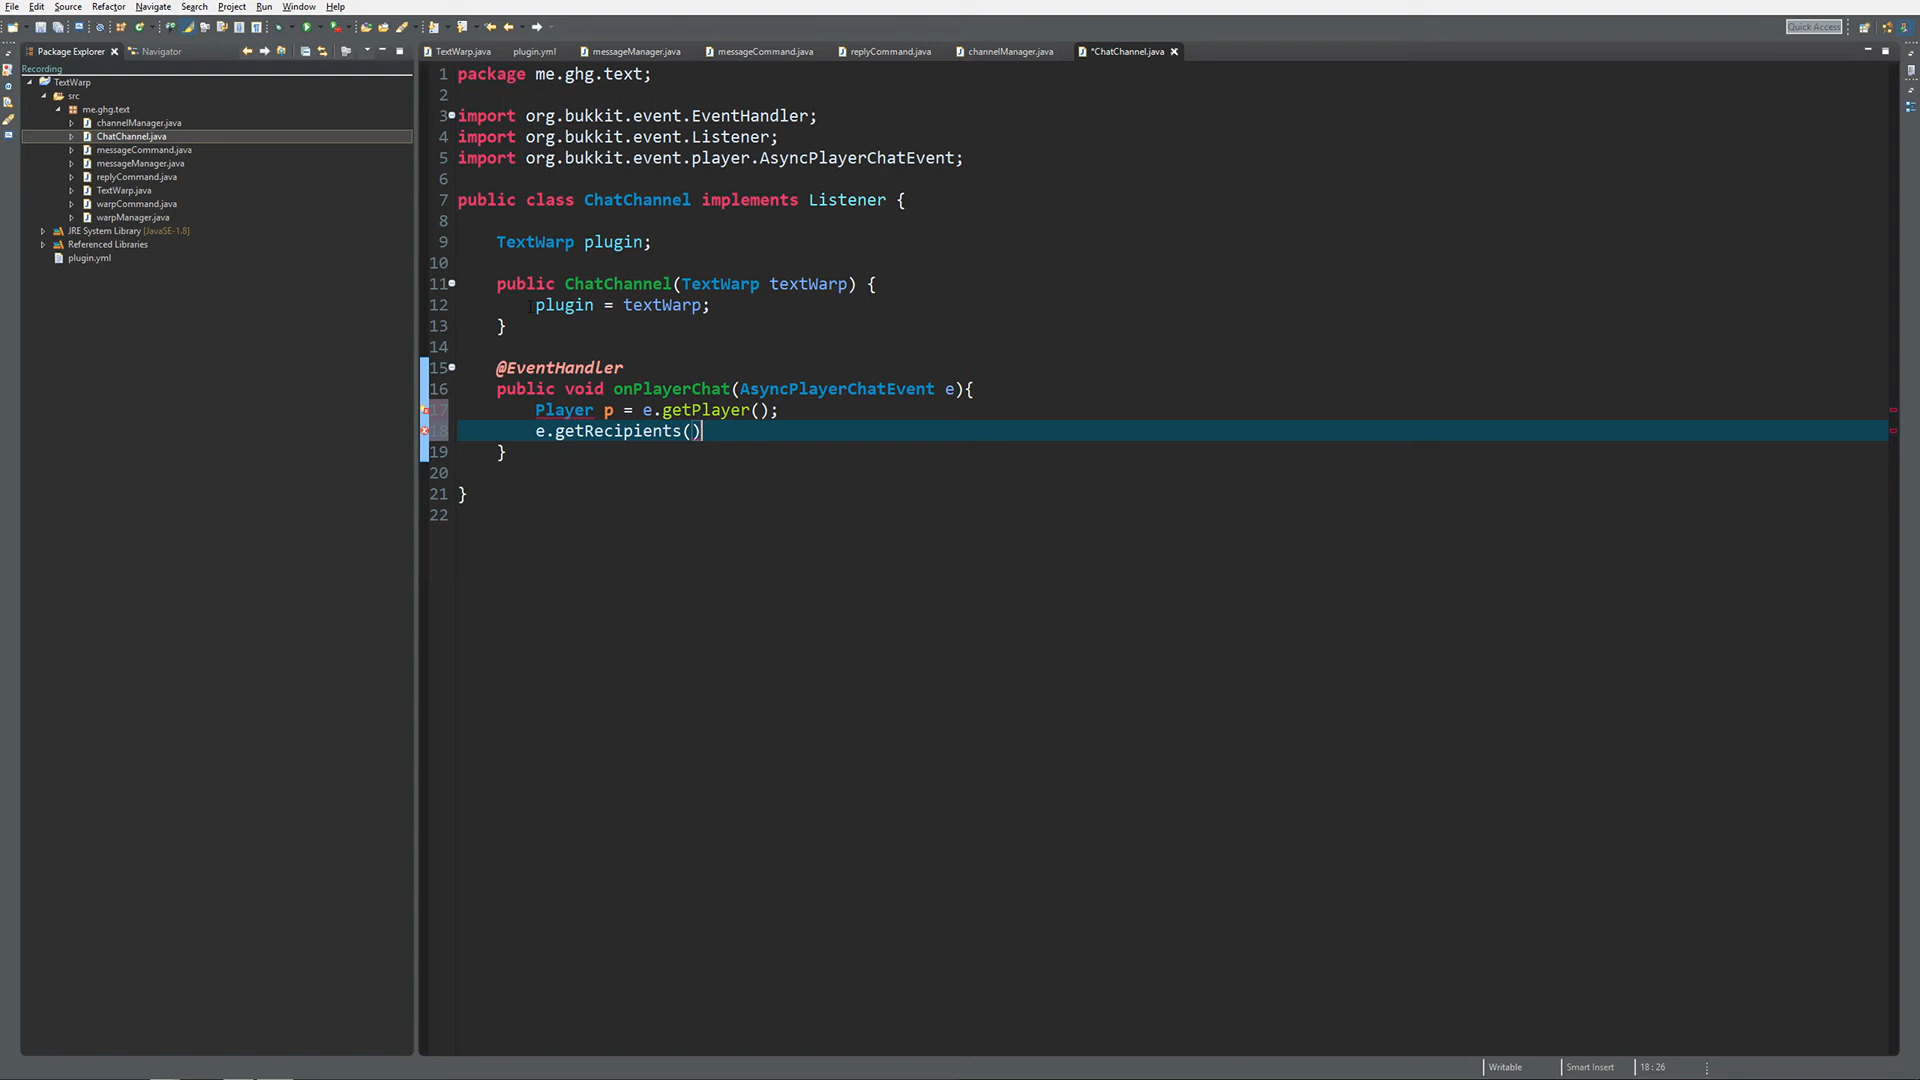 File Edit Source Refactor Navigate Search Project Run Window Help
Quick Access
Package Explorer Navigator
TextWarp.java plugin.yml messageManager.java messageCommand.java replyCommand.java channelManager.java *ChatChannel.java
Recording
TextWarp
src
me.ghg.text
channelManager.java
ChatChannel.java
messageCommand.java
messageManager.java
replyCommand.java
TextWarp.java
warpCommand.java
warpManager.java
JRE System Library [JavaSE-1.8]
Referenced Libraries
plugin.yml
1 package me.ghg.text;
2
3 import org.bukkit.event.EventHandler;
4 import org.bukkit.event.Listener;
5 import org.bukkit.event.player.AsyncPlayerChatEvent;
6
7 public class ChatChannel implements Listener {
8
9 TextWarp plugin;
10
11 public ChatChannel(TextWarp textWarp) {
12 plugin = textWarp;
13 }
14
15 @EventHandler
16 public void onPlayerChat(AsyncPlayerChatEvent e){
17 Player p = e.getPlayer();
18 e.getRecipients()
19 }
20
21 }
22
Writable Smart Insert 18 : 26